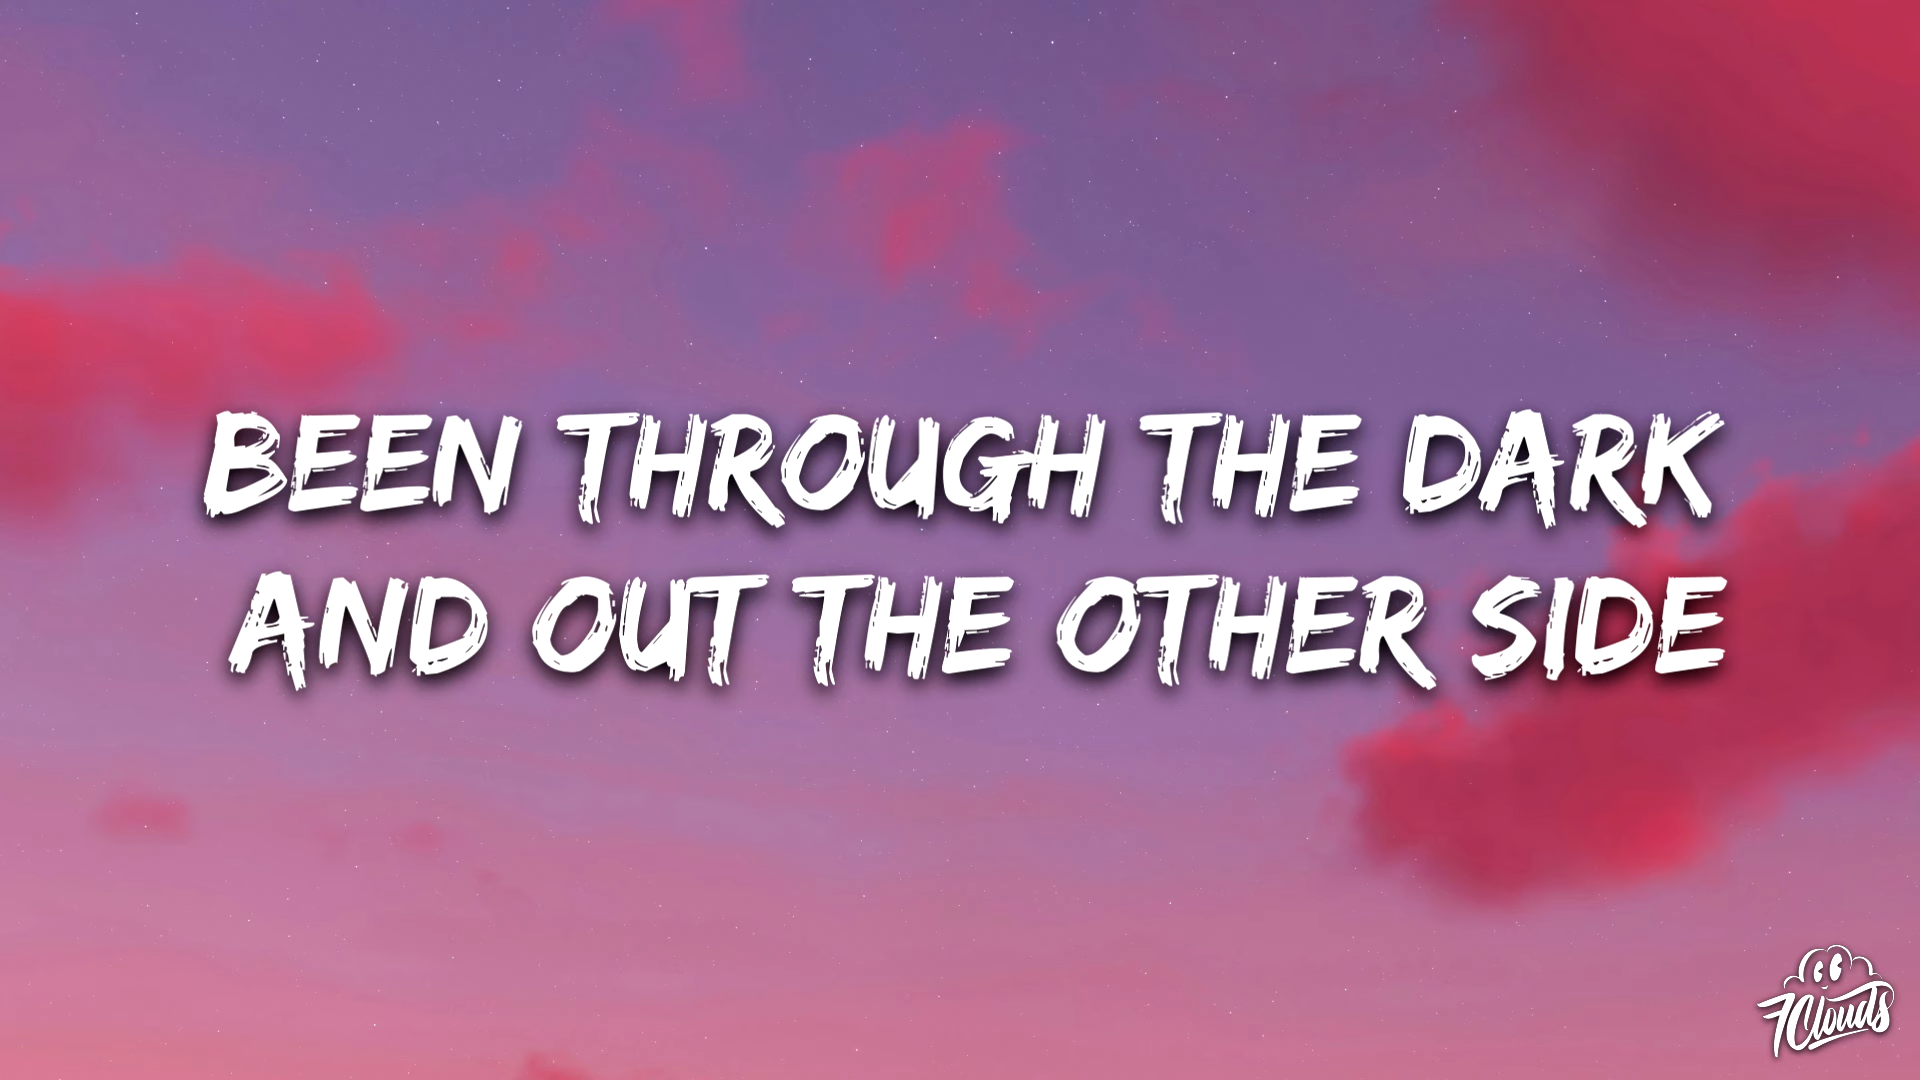 BEEN THROUGH THE DARK
AND OUT THE OTHER SIDE
7Clouds